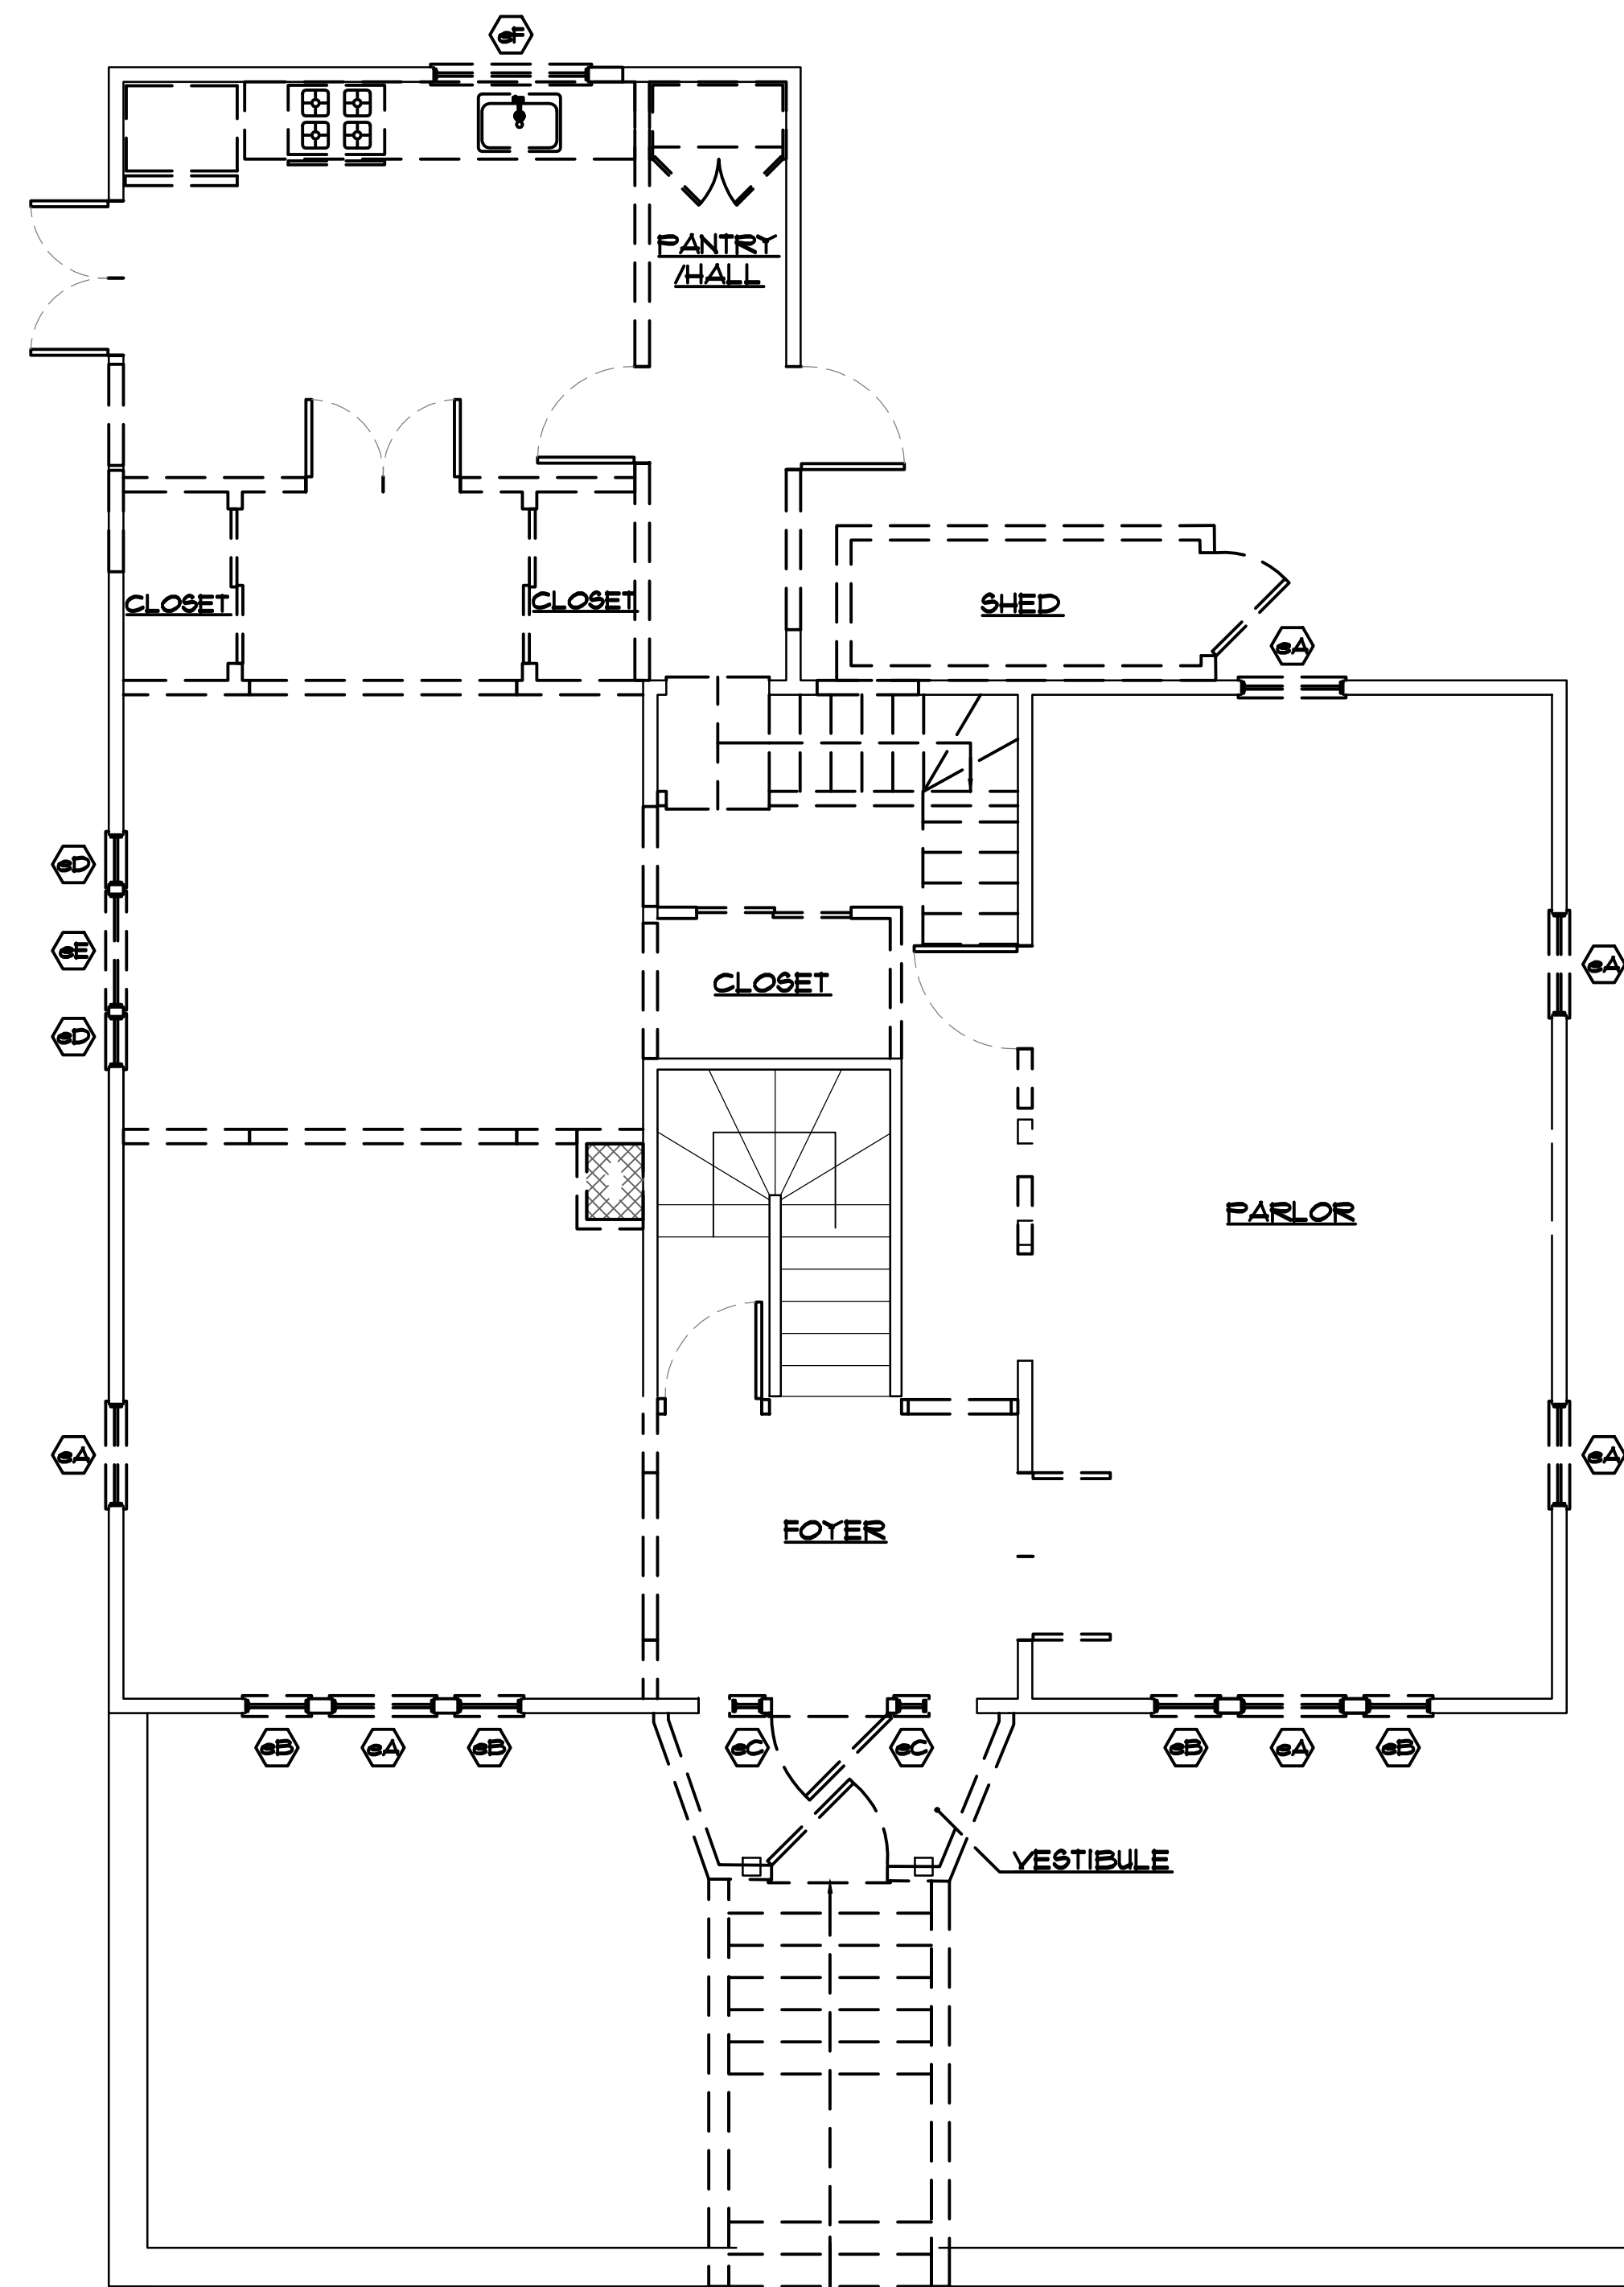 eF
PANTRY
/HALL
CLOSET
CLOSET
SHED
eA
eD
eE
eA
CLOSET
eD
PARLOR
eA
eA
FOYER
eB
eA
eB
eC
eC
eB
eA
eB
VESTIBULE